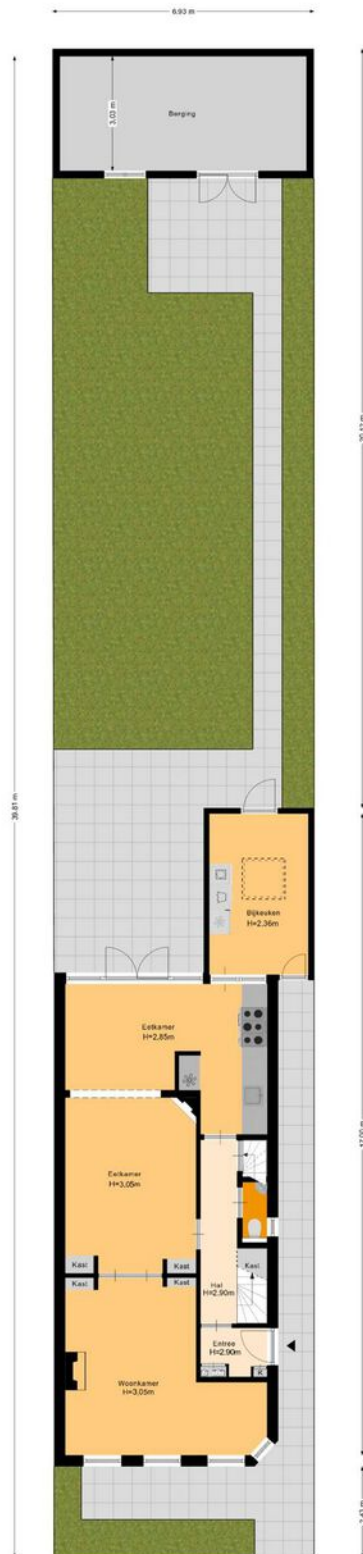 6.93 m
3.03 m
Berging
39.81 m
Bijkeuken
H=2.36m
Eetkamer
H=2.85m
Eetkamer
H=3.05m
Kast
Kast
Kast
Kast
Kast
Hal
H=2.90m
Entree
H=2.90m
K
Woonkamer
H=3.05m